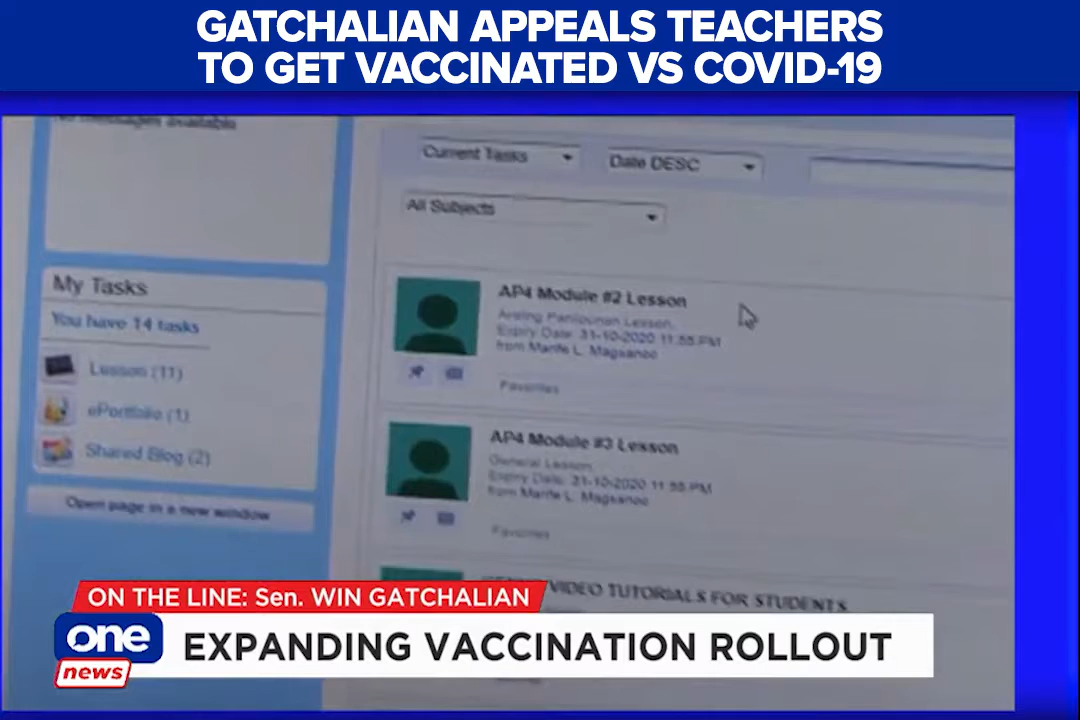 GATCHALIAN APPEALS TEACHERS
TO GET VACCINATED VS COVID-19
No messages available
Current Tasks
Date DESC
All Subjects
My Tasks
You have 14 tasks
Lesson (11)
ePortfolio (1)
Shared Blog (2)
Open page in a new window
AP4 Module #2 Lesson
Araling Panlipunan Lesson,
Expiry Date: 31-10-2020 11:55 PM
from Marife L. Magsanoc
Favorites
AP4 Module #3 Lesson
General Lesson,
Expiry Date: 31-10-2020 11:55 PM
from Marife L. Magsanoc
Favorites
VIDEO TUTORIALS FOR STUDENTS
ON THE LINE: Sen. WIN GATCHALIAN
one
news
EXPANDING VACCINATION ROLLOUT